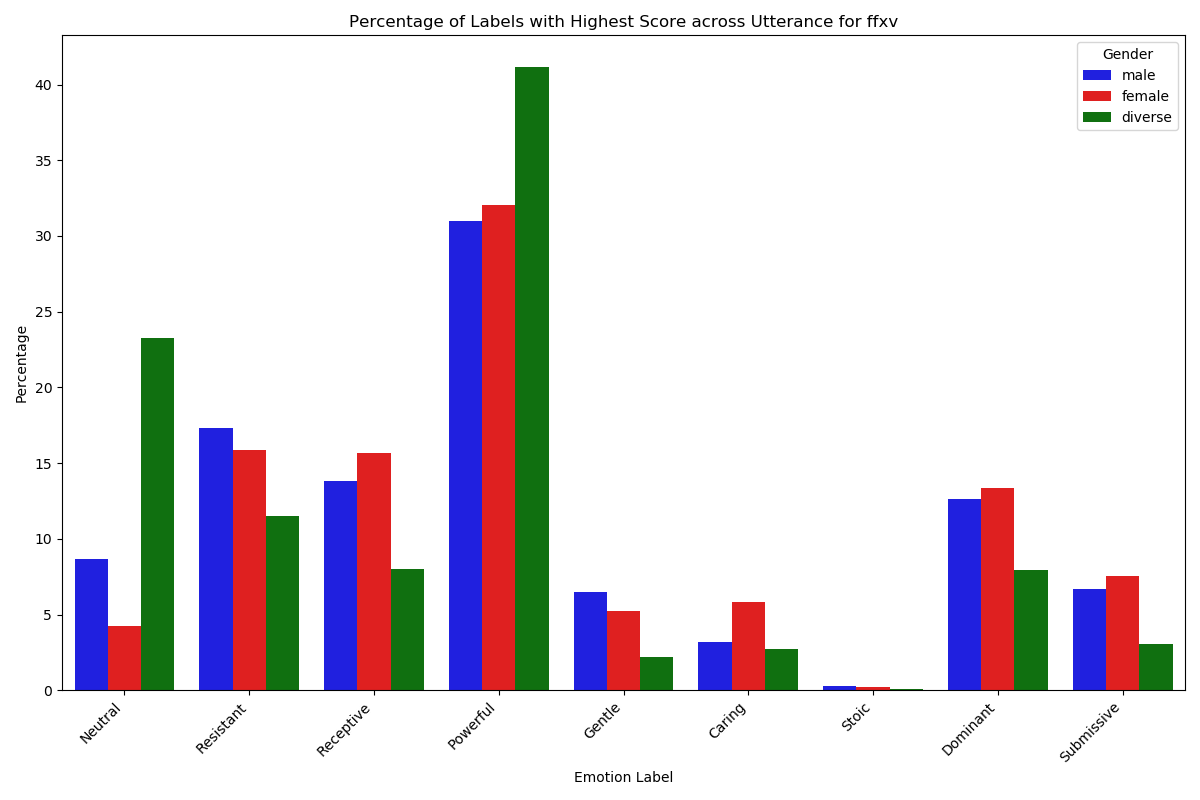 Percentage of Labels with Highest Score across Utterance for ffxv
Gender
male
female
diverse
Percentage
40
35
30
25
20
15
10
5
0
Neutral
Resistant
Receptive
Powerful
Gentle
Caring
Stoic
Dominant
Submissive
Emotion Label